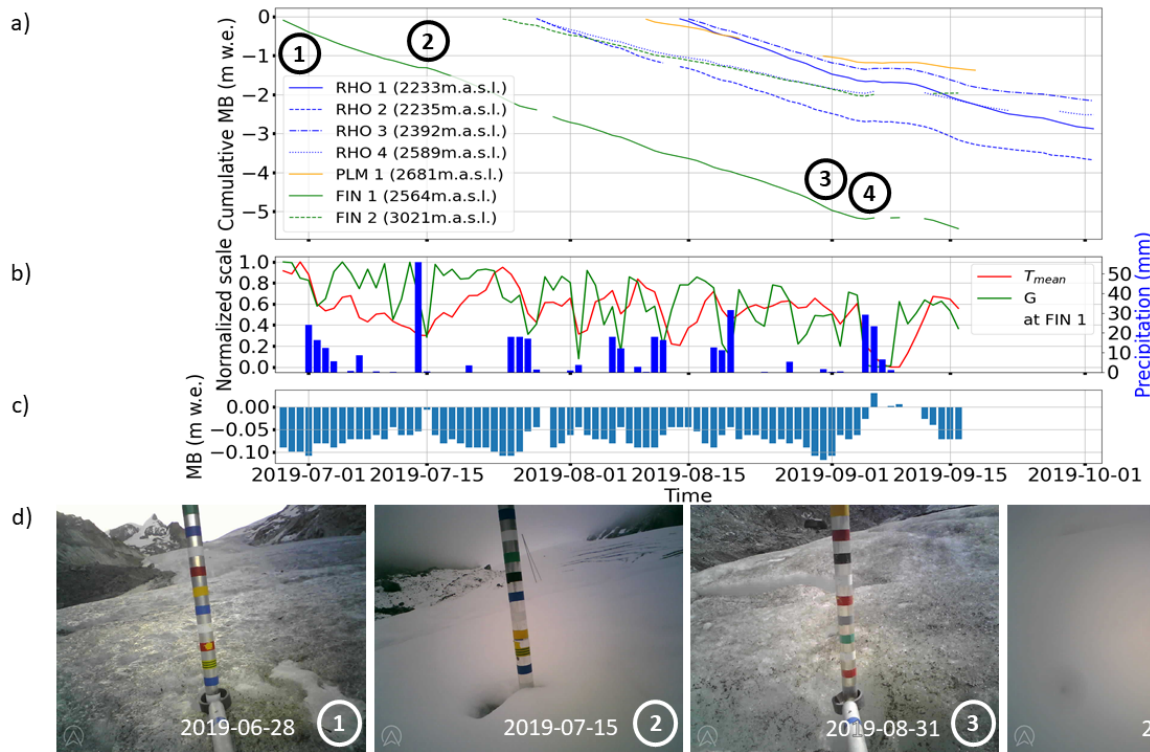 a)
Cumulative MB (m w.e.)
0
−1
−2
−3
−4
−5
1
2
3
4
RHO 1 (2233m.a.s.l.)
RHO 2 (2235m.a.s.l.)
RHO 3 (2392m.a.s.l.)
RHO 4 (2589m.a.s.l.)
PLM 1 (2681m.a.s.l.)
FIN 1 (2564m.a.s.l.)
FIN 2 (3021m.a.s.l.)
b)
Normalized scale
1.0
0.8
0.6
0.4
0.2
0.0
Tmean
G
at FIN 1
50
40
30
20
10
0
Precipitation (mm)
c)
MB (m w.e.)
0.00
−0.05
−0.10
2019-07-01 2019-07-15 2019-08-01 2019-08-15 2019-09-01 2019-09-15 2019-10-01
Time
d)
2019-06-28 1
2019-07-15 2
2019-08-31 3
2